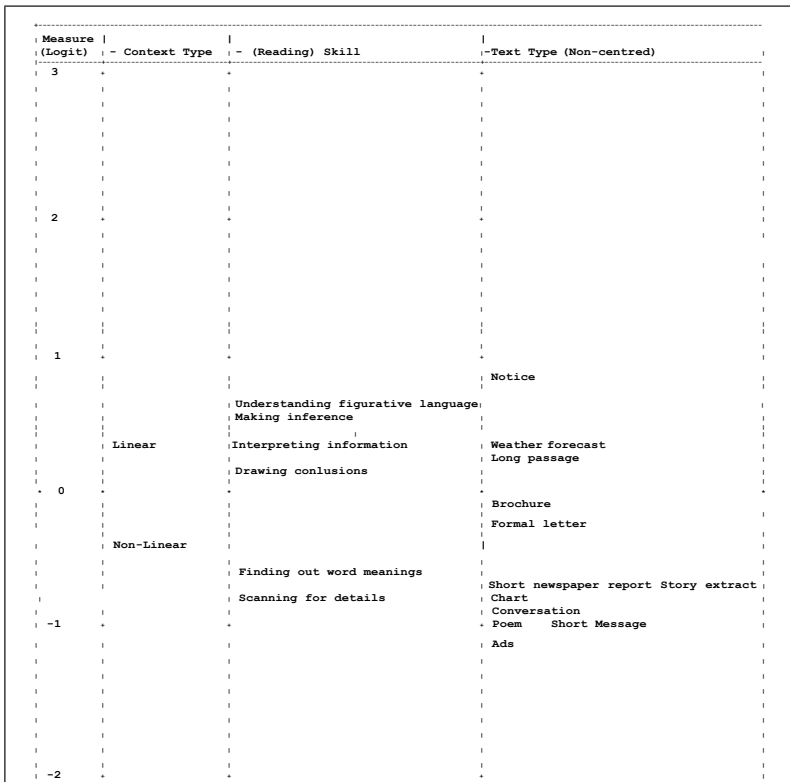 Measure | | |
(Logit) - Context Type - (Reading) Skill -Text Type (Non-centred)
3
2
1
Notice
Understanding figurative language
Making inference
Linear Interpreting information Weather forecast
Long passage
Drawing conlusions
0
Brochure
Formal letter
Non-Linear
Finding out word meanings
Short newspaper report Story extract
Scanning for details Chart
Conversation
-1 Poem Short Message
Ads
-2